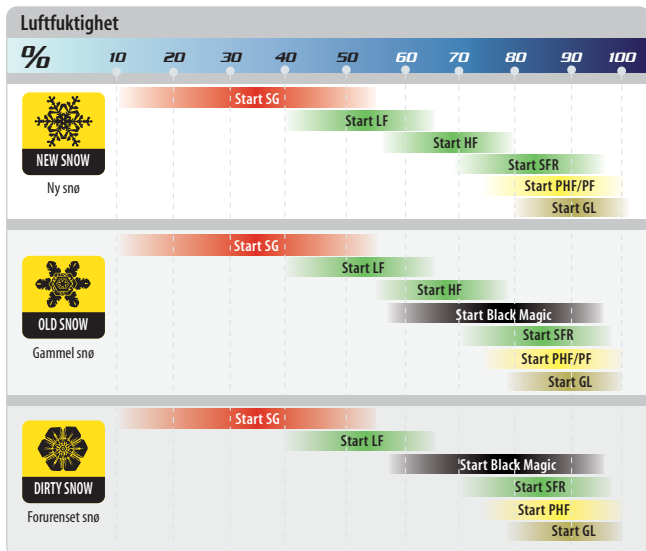 Luftfuktighet
% 10 20 30 40 50 60 70 80 90 100
Start SG
Start LF
Start HF
NEW SNOW
Start SFR
Ny snø
Start PHF/PF
Start GL
Start SG
Start LF
Start HF
Start Black Magic
OLD SNOW
Start SFR
Gammel snø
Start PHF/PF
Start GL
Start SG
Start LF
Start Black Magic
DIRTY SNOW
Start SFR
Forurenset snø
Start PHF
Start GL